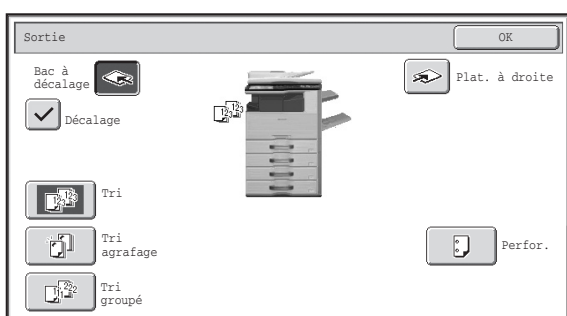 Sortie
OK
Bac à
décalage
Plat. à droite
Décalage
Tri
Tri
agrafage
Perfor.
Tri
groupé